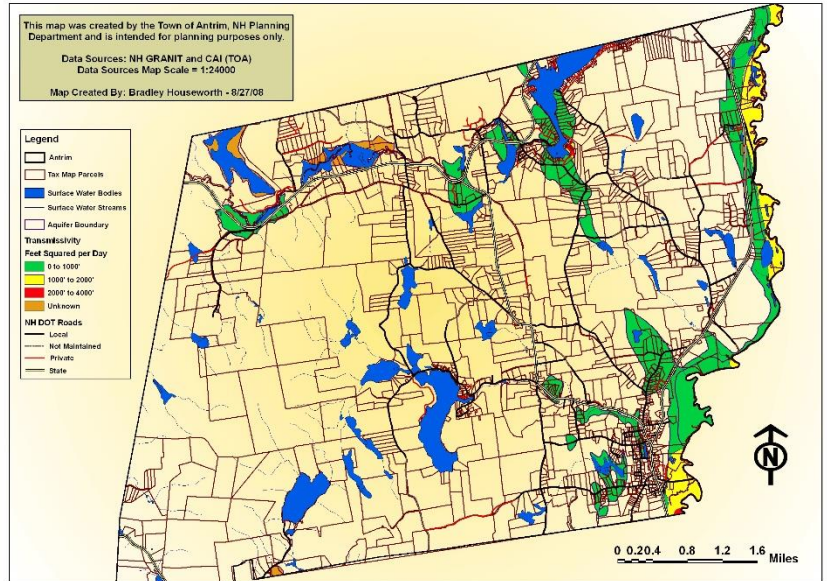 This map was created by the Town of Antrim, NH Planning
Department and is intended for planning purposes only.
Data Sources: NH GRANIT and CAI (TOA)
Data Sources Map Scale = 1:24000
Map Created By: Bradley Houseworth - 8/27/08
Legend
Antrim
Tax Map Parcels
Surface Water Bodies
Surface Water Streams
Aquifer Boundary
Transmissivity
Feet Squared per Day
0 to 1000'
1000' to 2000'
2000' to 4000'
Unknown
NH DOT Roads
Local
Not Maintained
Private
State
N
0 0.20.4 0.8 1.2 1.6
Miles